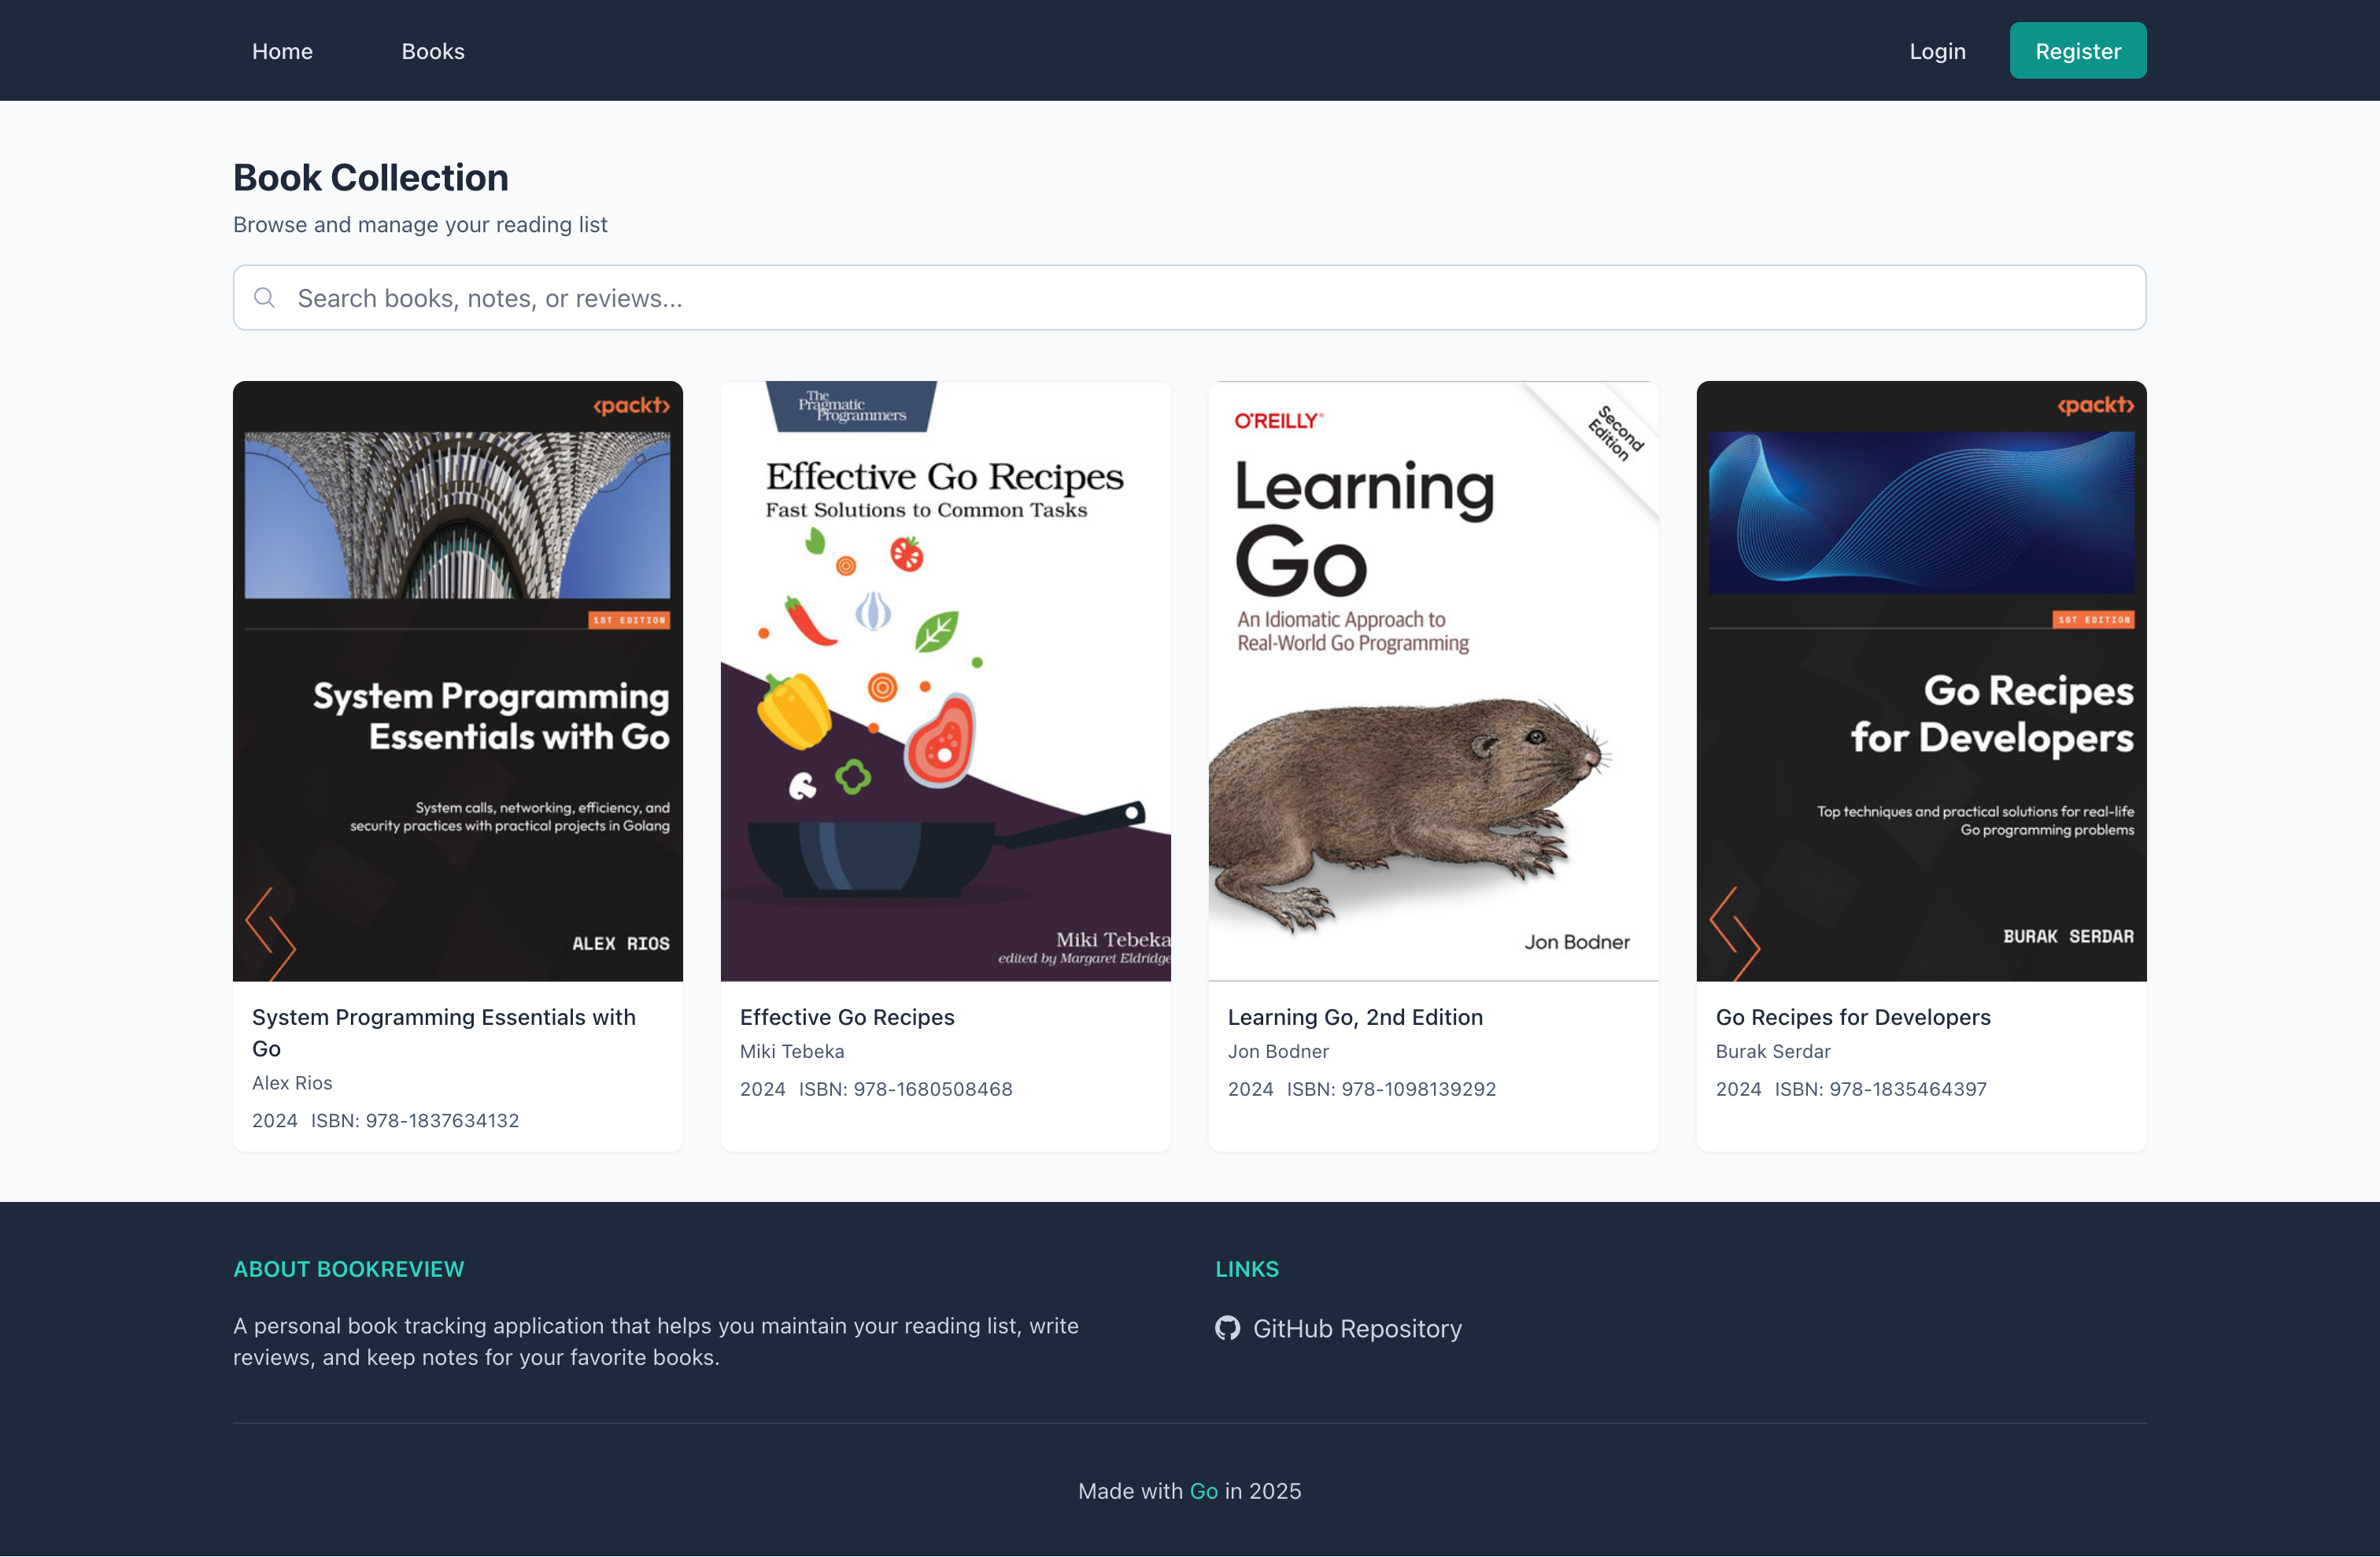 Home Books Login Register
Book Collection
Browse and manage your reading list
Search books, notes, or reviews...
<packt>
1ST EDITION
System Programming
Essentials with Go
System calls, networking, efficiency, and
security practices with practical projects in Golang
ALEX RIOS
System Programming Essentials with
Go
Alex Rios
2024 ISBN: 978-1837634132
The
Pragmatic
Programmers
Effective Go Recipes
Fast Solutions to Common Tasks
Miki Tebeka
edited by Margaret Eldridge
Effective Go Recipes
Miki Tebeka
2024 ISBN: 978-1680508468
O'REILLY®
Second
Edition
Learning
Go
An Idiomatic Approach to
Real-World Go Programming
Jon Bodner
Learning Go, 2nd Edition
Jon Bodner
2024 ISBN: 978-1098139292
<packt>
1ST EDITION
Go Recipes
for Developers
Top techniques and practical solutions for real-life
Go programming problems
BURAK SERDAR
Go Recipes for Developers
Burak Serdar
2024 ISBN: 978-1835464397
ABOUT BOOKREVIEW
A personal book tracking application that helps you maintain your reading list, write
reviews, and keep notes for your favorite books.
LINKS
GitHub Repository
Made with Go in 2025